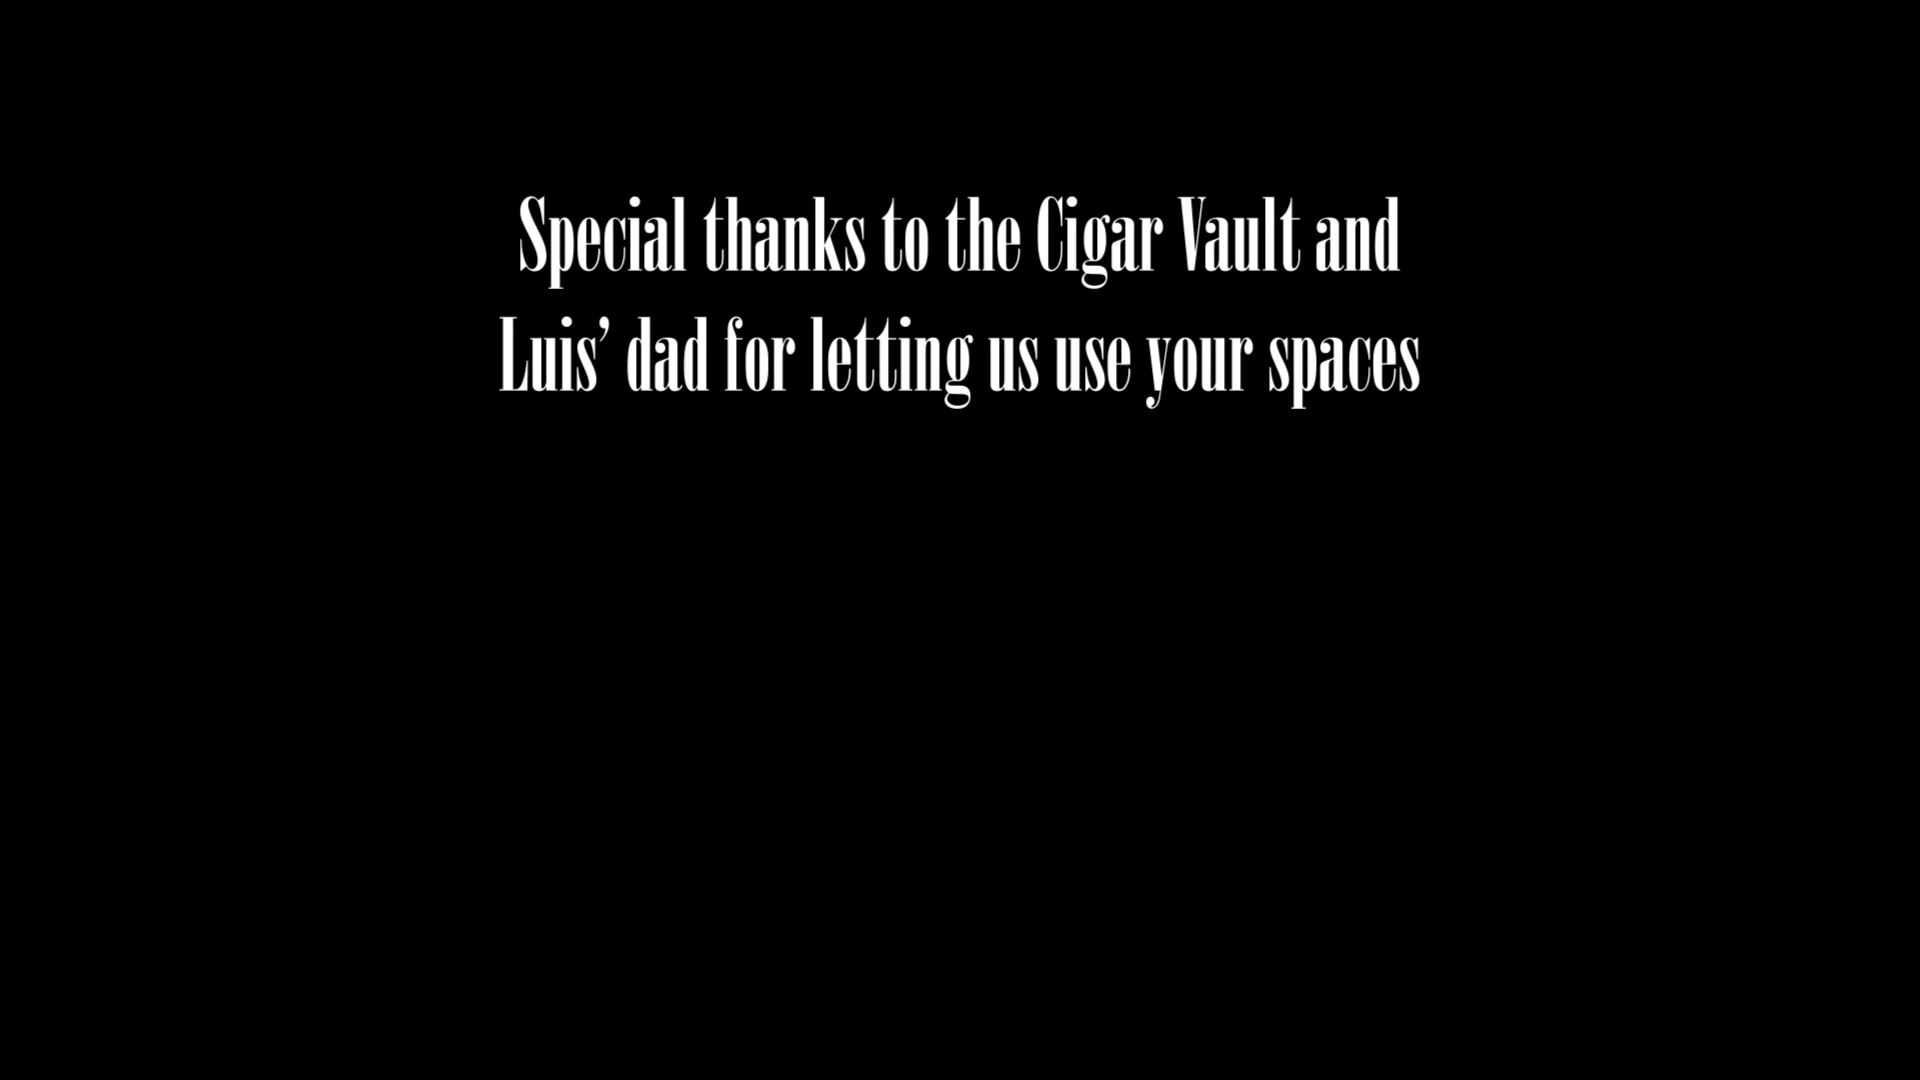 Special thanks to the Cigar Vault and
Luis’ dad for letting us use your spaces